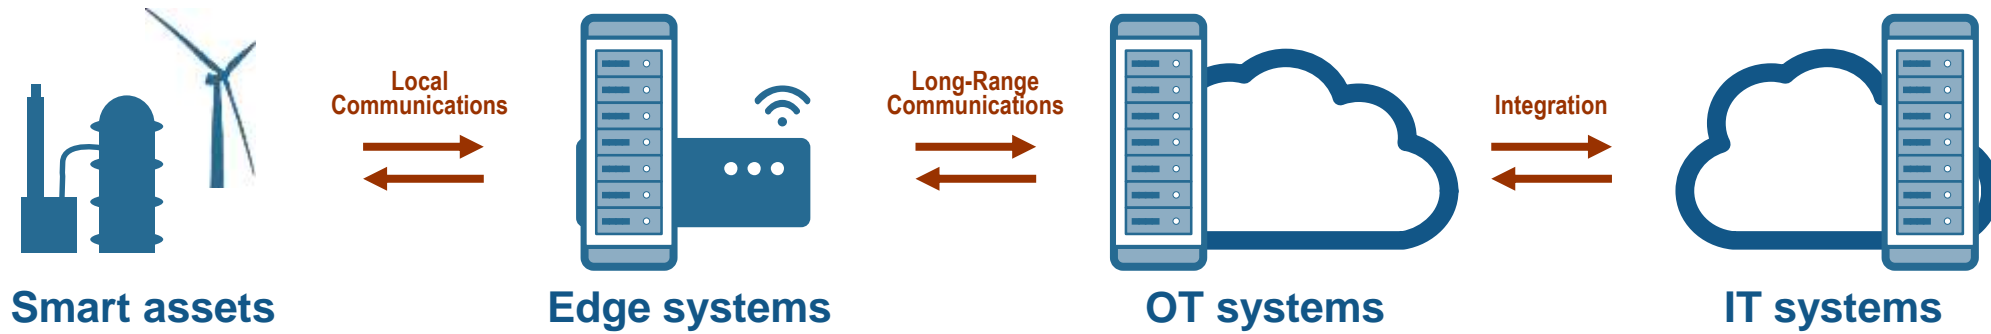 Local
Communications
Long-Range
Communications
Integration
Smart assets
Edge systems
OT systems
IT systems